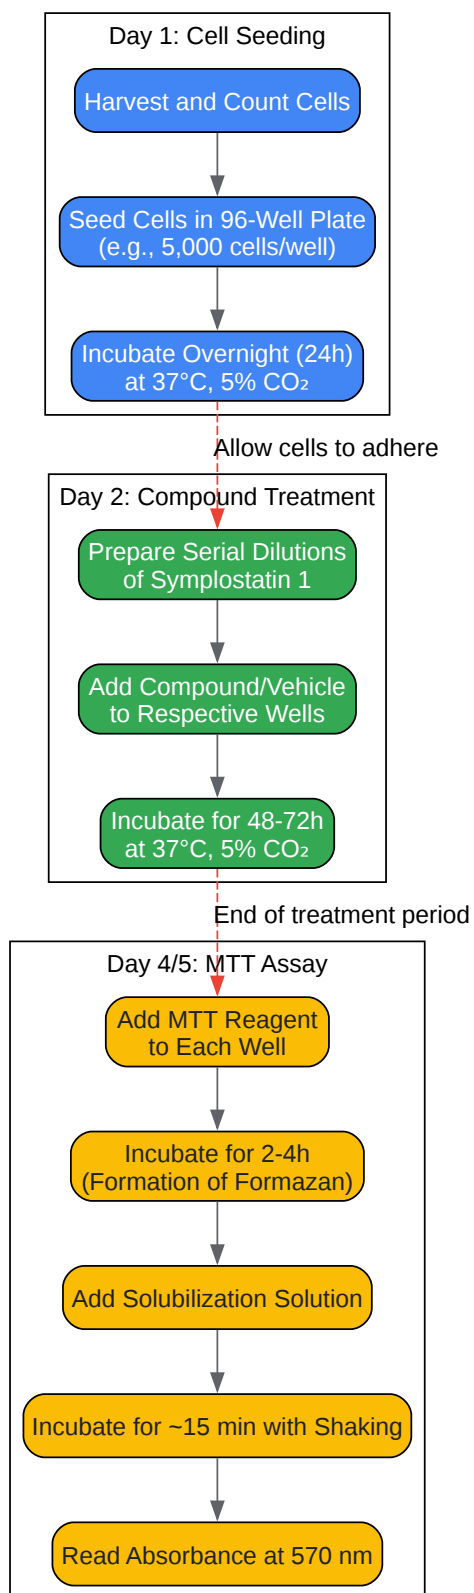 Day 1: Cell Seeding
Harvest and Count Cells
Seed Cells in 96-Well Plate
(e.g., 5,000 cells/well)
Incubate Overnight (24h)
at 37°C, 5% CO₂
Allow cells to adhere
Day 2: Compound Treatment
Prepare Serial Dilutions
of Symplostatin 1
Add Compound/Vehicle
to Respective Wells
Incubate for 48-72h
at 37°C, 5% CO₂
End of treatment period
Day 4/5: MTT Assay
Add MTT Reagent
to Each Well
Incubate for 2-4h
(Formation of Formazan)
Add Solubilization Solution
Incubate for ~15 min with Shaking
Read Absorbance at 570 nm